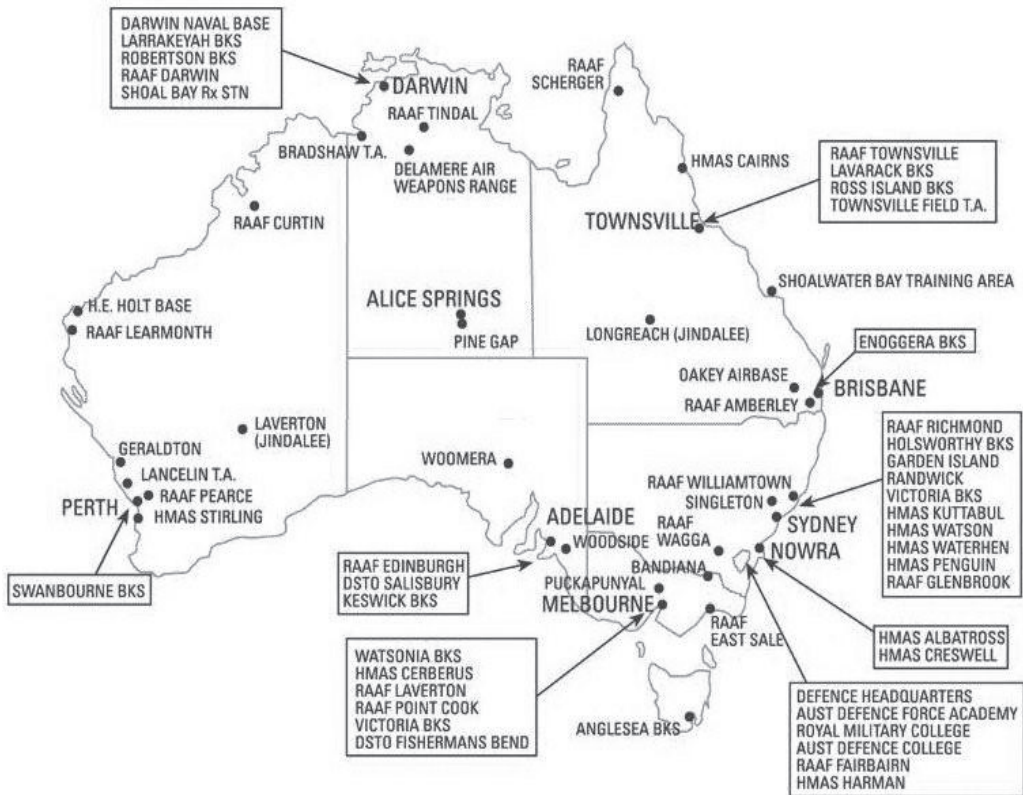 DARWIN NAVAL BASE
LARRAKEYAH BKS
ROBERTSON BKS
RAAF DARWIN
SHOAL BAY Rx STN
DARWIN
RAAF TINDAL
BRADSHAW T.A.
DELAMERE AIR
WEAPONS RANGE
RAAF CURTIN
RAAF
SCHERGER
HMAS CAIRNS
RAAF TOWNSVILLE
LAVARACK BKS
ROSS ISLAND BKS
TOWNSVILLE FIELD T.A.
TOWNSVILLE
SHOALWATER BAY TRAINING AREA
H.E. HOLT BASE
RAAF LEARMONTH
ALICE SPRINGS
PINE GAP
LONGREACH (JINDALEE)
ENOGGERA BKS
OAKEY AIRBASE
BRISBANE
RAAF AMBERLEY
LAVERTON
(JINDALEE)
GERALDTON
LANCELIN T.A.
RAAF PEARCE
PERTH
HMAS STIRLING
SWANBOURNE BKS
WOOMERA
ADELAIDE
WOODSIDE
RAAF EDINBURGH
DSTO SALISBURY
KESWICK BKS
RAAF WILLIAMTOWN
SINGLETON
SYDNEY
RAAF
WAGGA
NOWRA
BANDIANA
PUCKAPUNYAL
MELBOURNE
RAAF
EAST SALE
RAAF RICHMOND
HOLSWORTHY BKS
GARDEN ISLAND
RANDWICK
VICTORIA BKS
HMAS KUTTABUL
HMAS WATSON
HMAS WATERHEN
HMAS PENGUIN
RAAF GLENBROOK
HMAS ALBATROSS
HMAS CRESWELL
WATSONIA BKS
HMAS CERBERUS
RAAF LAVERTON
RAAF POINT COOK
VICTORIA BKS
DSTO FISHERMANS BEND
ANGLESEA BKS
DEFENCE HEADQUARTERS
AUST DEFENCE FORCE ACADEMY
ROYAL MILITARY COLLEGE
AUST DEFENCE COLLEGE
RAAF FAIRBAIRN
HMAS HARMAN